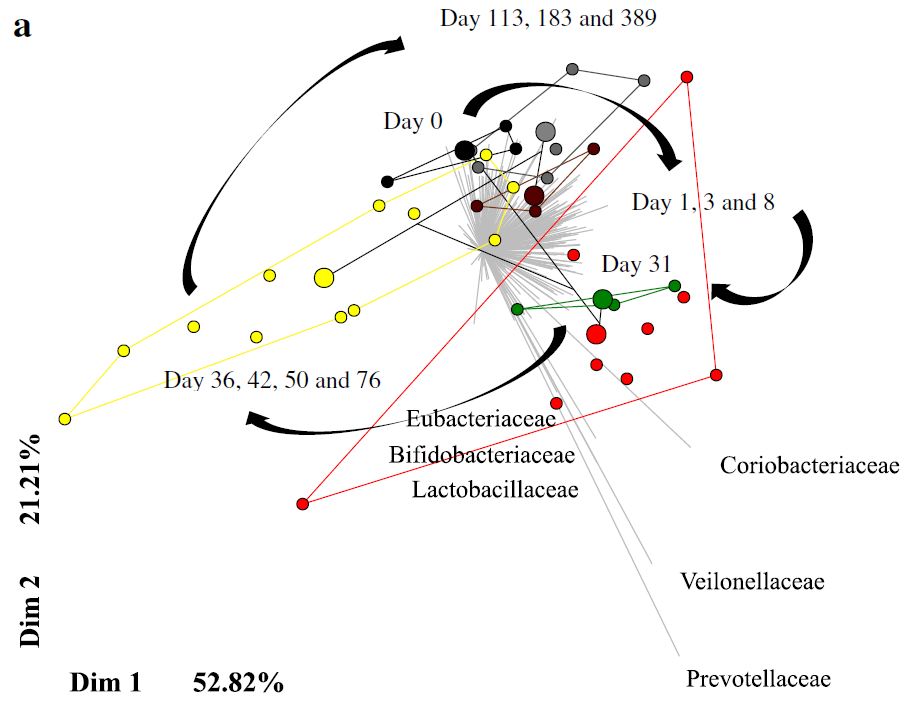 a
Day 113, 183 and 389
Day 0
Day 1, 3 and 8
Day 31
Day 36, 42, 50 and 76
Eubacteriaceae
Bifidobacteriaceae
Lactobacillaceae
Coriobacteriaceae
Veilonellaceae
Prevotellaceae
Dim 2 21.21%
Dim 1 52.82%